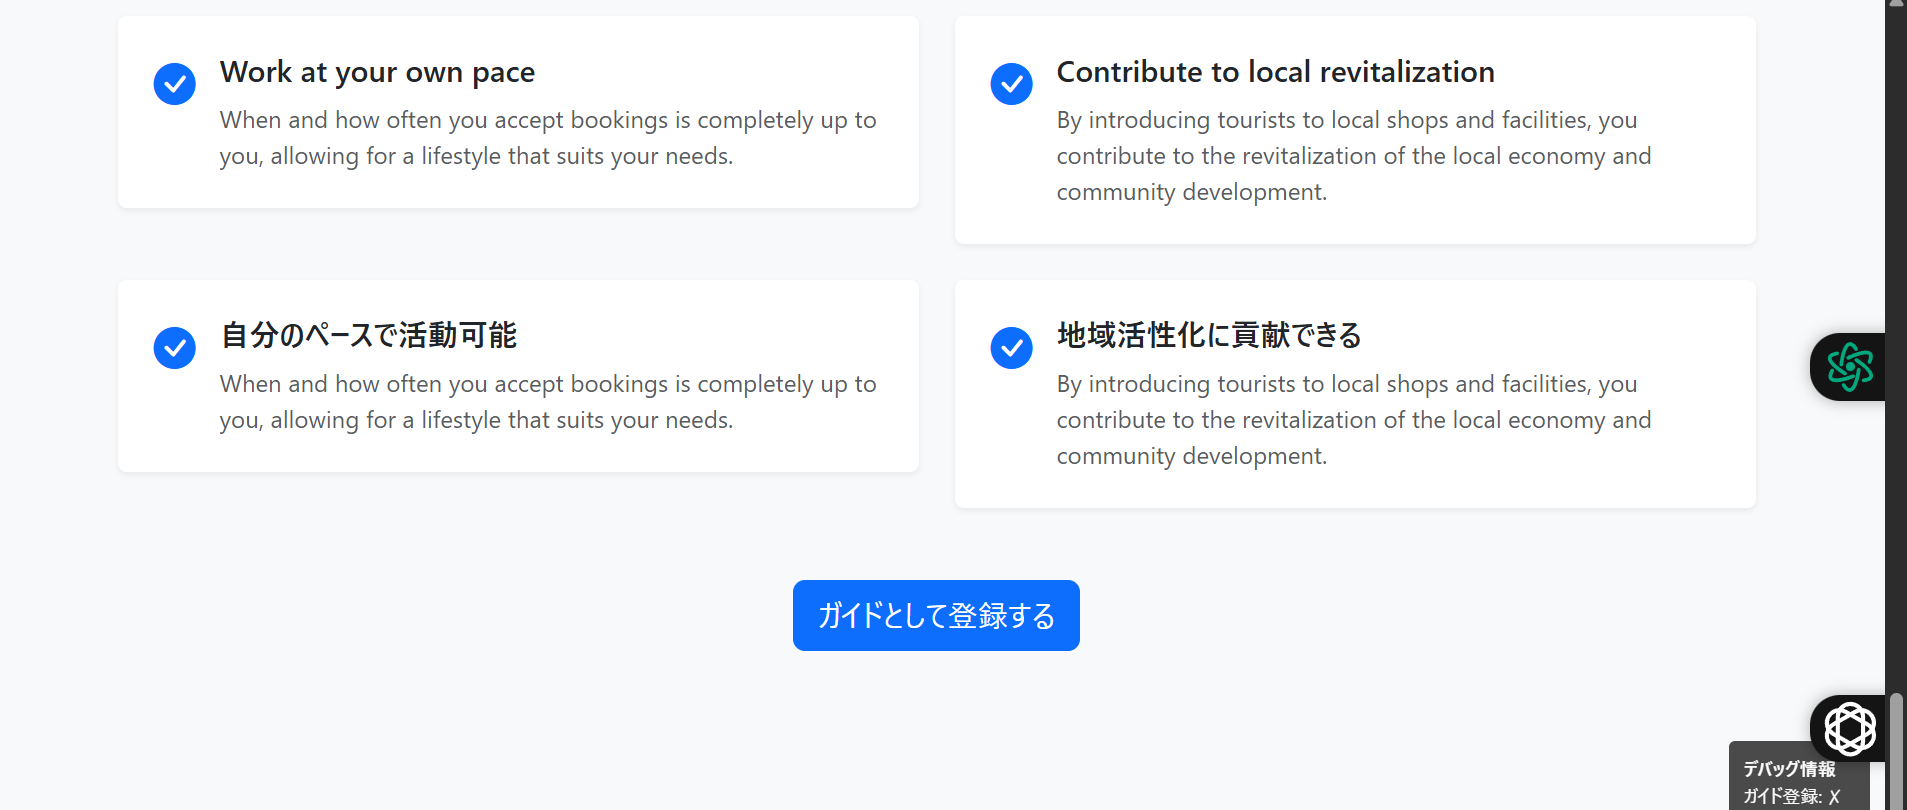 Work at your own pace
When and how often you accept bookings is completely up to
you, allowing for a lifestyle that suits your needs.
Contribute to local revitalization
By introducing tourists to local shops and facilities, you
contribute to the revitalization of the local economy and
community development.
自分のペースで活動可能
When and how often you accept bookings is completely up to
you, allowing for a lifestyle that suits your needs.
地域活性化に貢献できる
By introducing tourists to local shops and facilities, you
contribute to the revitalization of the local economy and
community development.
ガイドとして登録する
デバッグ情報
ガイド登録: X